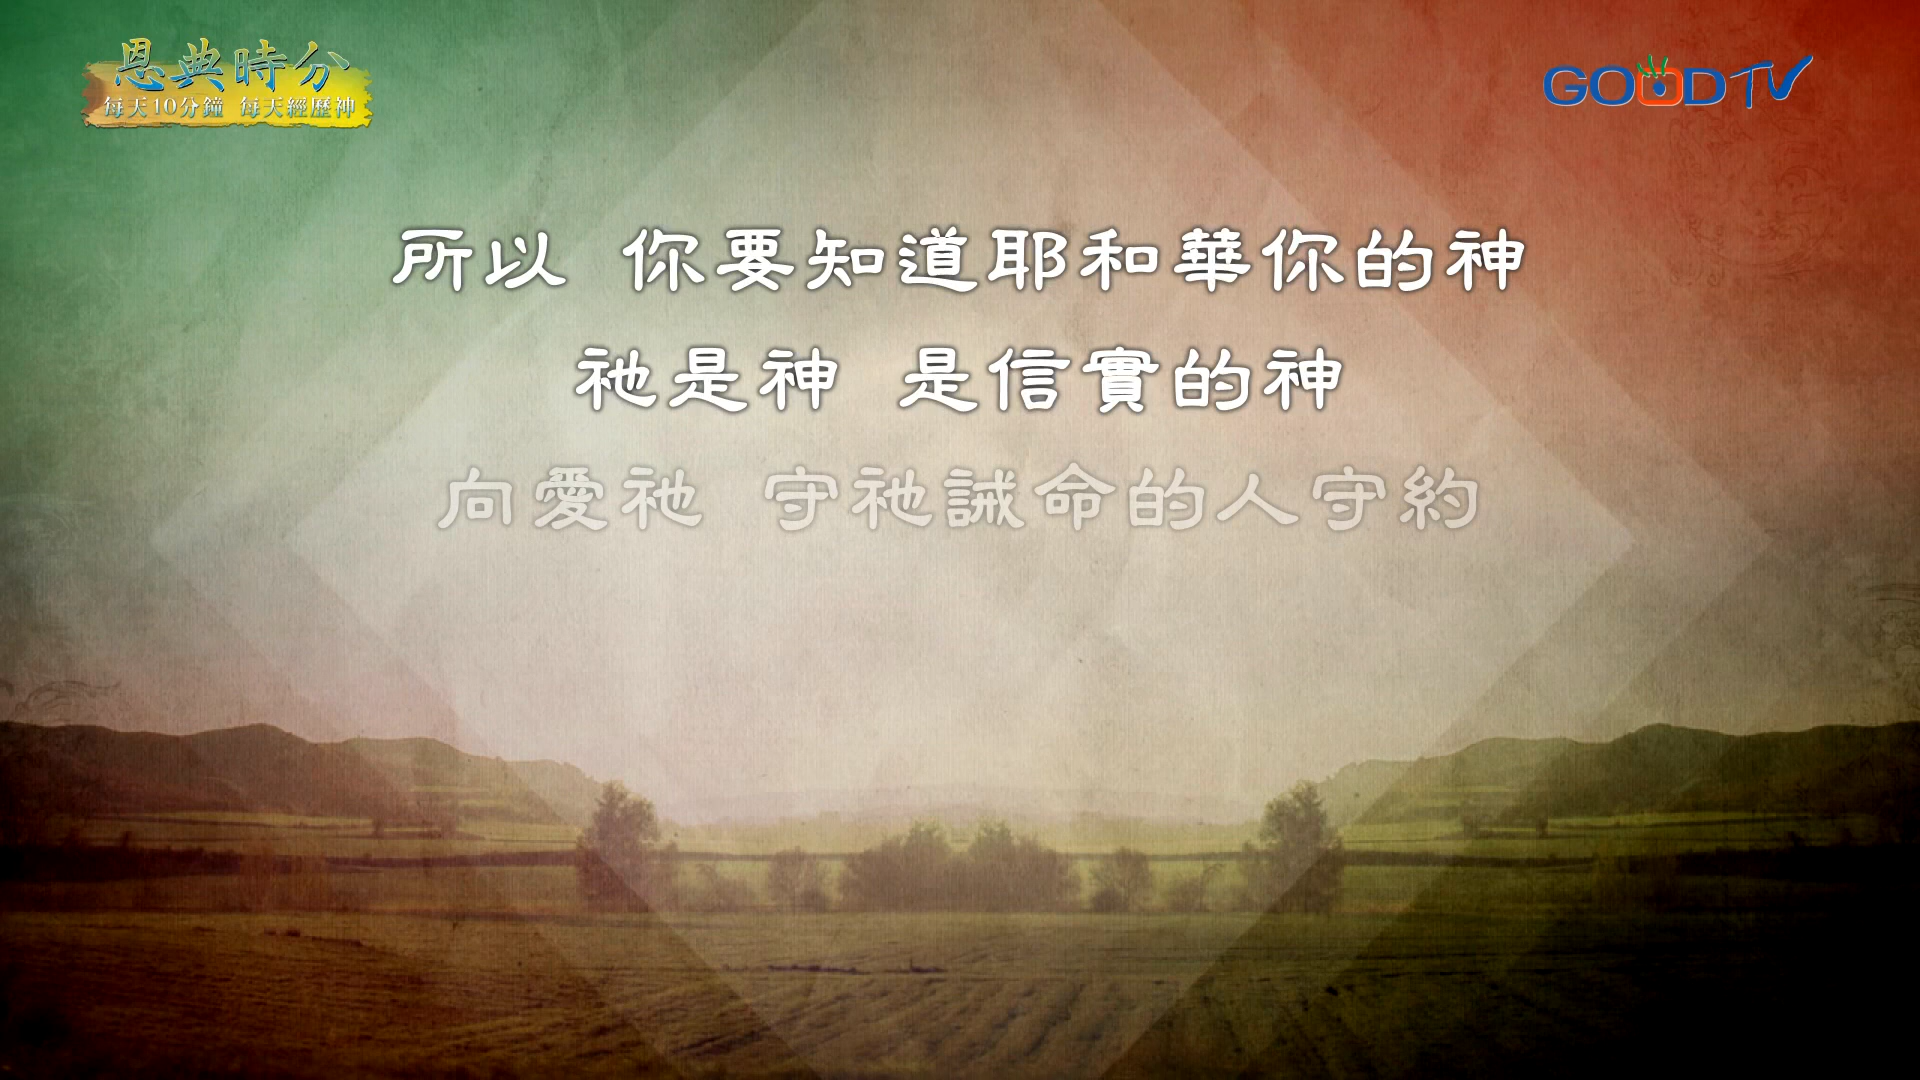 恩典時分
每天10分鐘 每天經歷神
GOODTV
所以 你要知道耶和華你的神
祂是神 是信實的神
向愛祂 守祂誡命的人守約